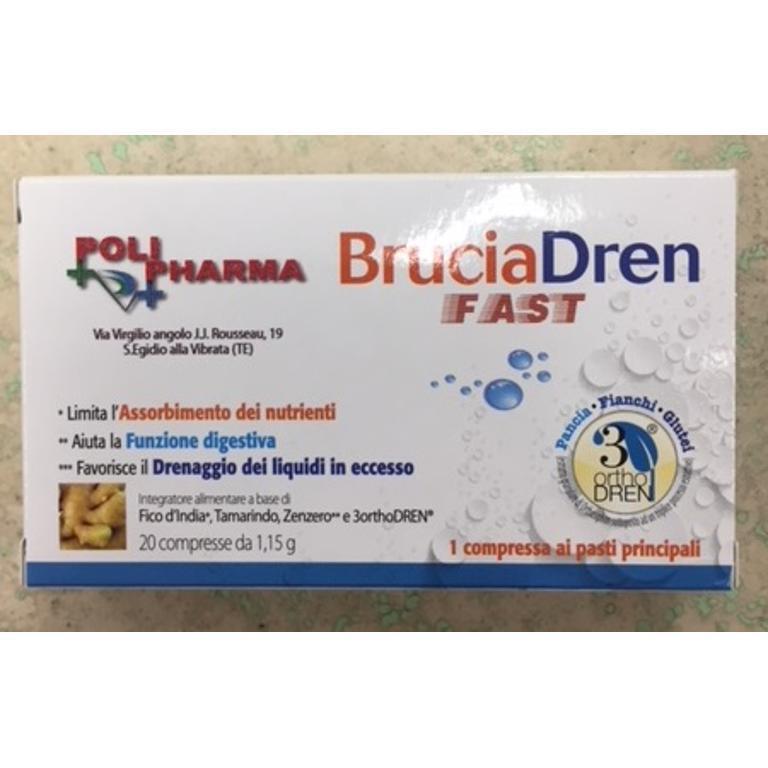 POLI
PHARMA
Via Virgilio angolo J.J. Rousseau, 19
S.Egidio alla Vibrata (TE)
BruciaDren
FAST
* Limita l'Assorbimento dei nutrienti
** Aiuta la Funzione digestiva
*** Favorisce il Drenaggio dei liquidi in eccesso
Integratore alimentare a base di
Fico d'India*, Tamarindo, Zenzero** e 3orthoDREN®
20 compresse da 1,15 g
Pancia • Fianchi • Glutei
3 ®
ortho
DREN
1 compressa ai pasti principali